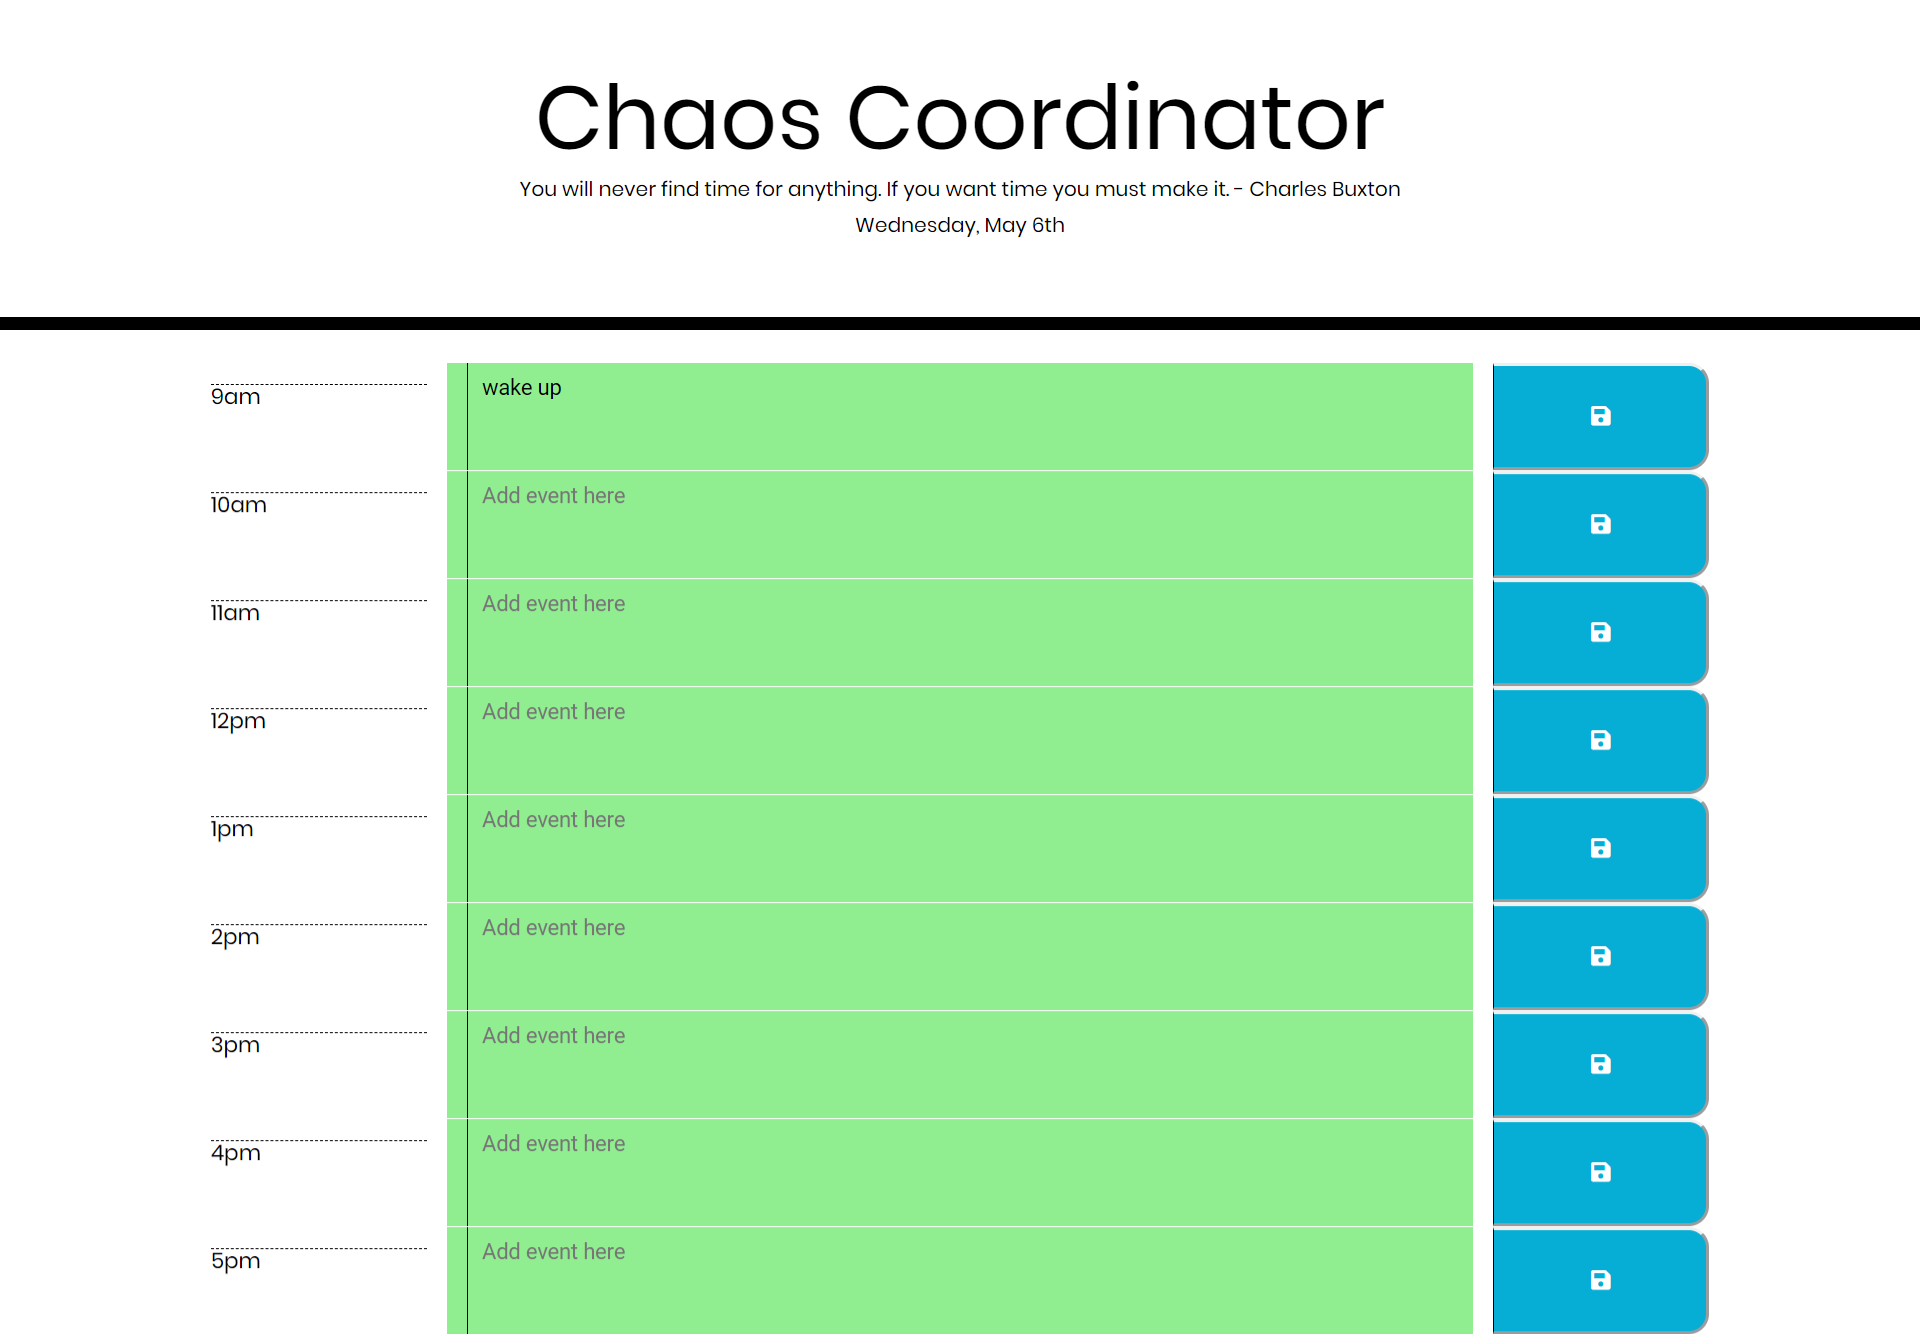 Chaos Coordinator
You will never find time for anything. If you want time you must make it. - Charles Buxton
Wednesday, May 6th
9am
wake up
10am
Add event here
11am
Add event here
12pm
Add event here
1pm
Add event here
2pm
Add event here
3pm
Add event here
4pm
Add event here
5pm
Add event here